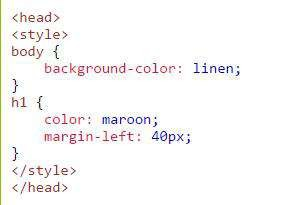 <head>
<style>
body {
    background-color: linen;
}
h1 {
    color: maroon;
    margin-left: 40px;
}
</style>
</head>